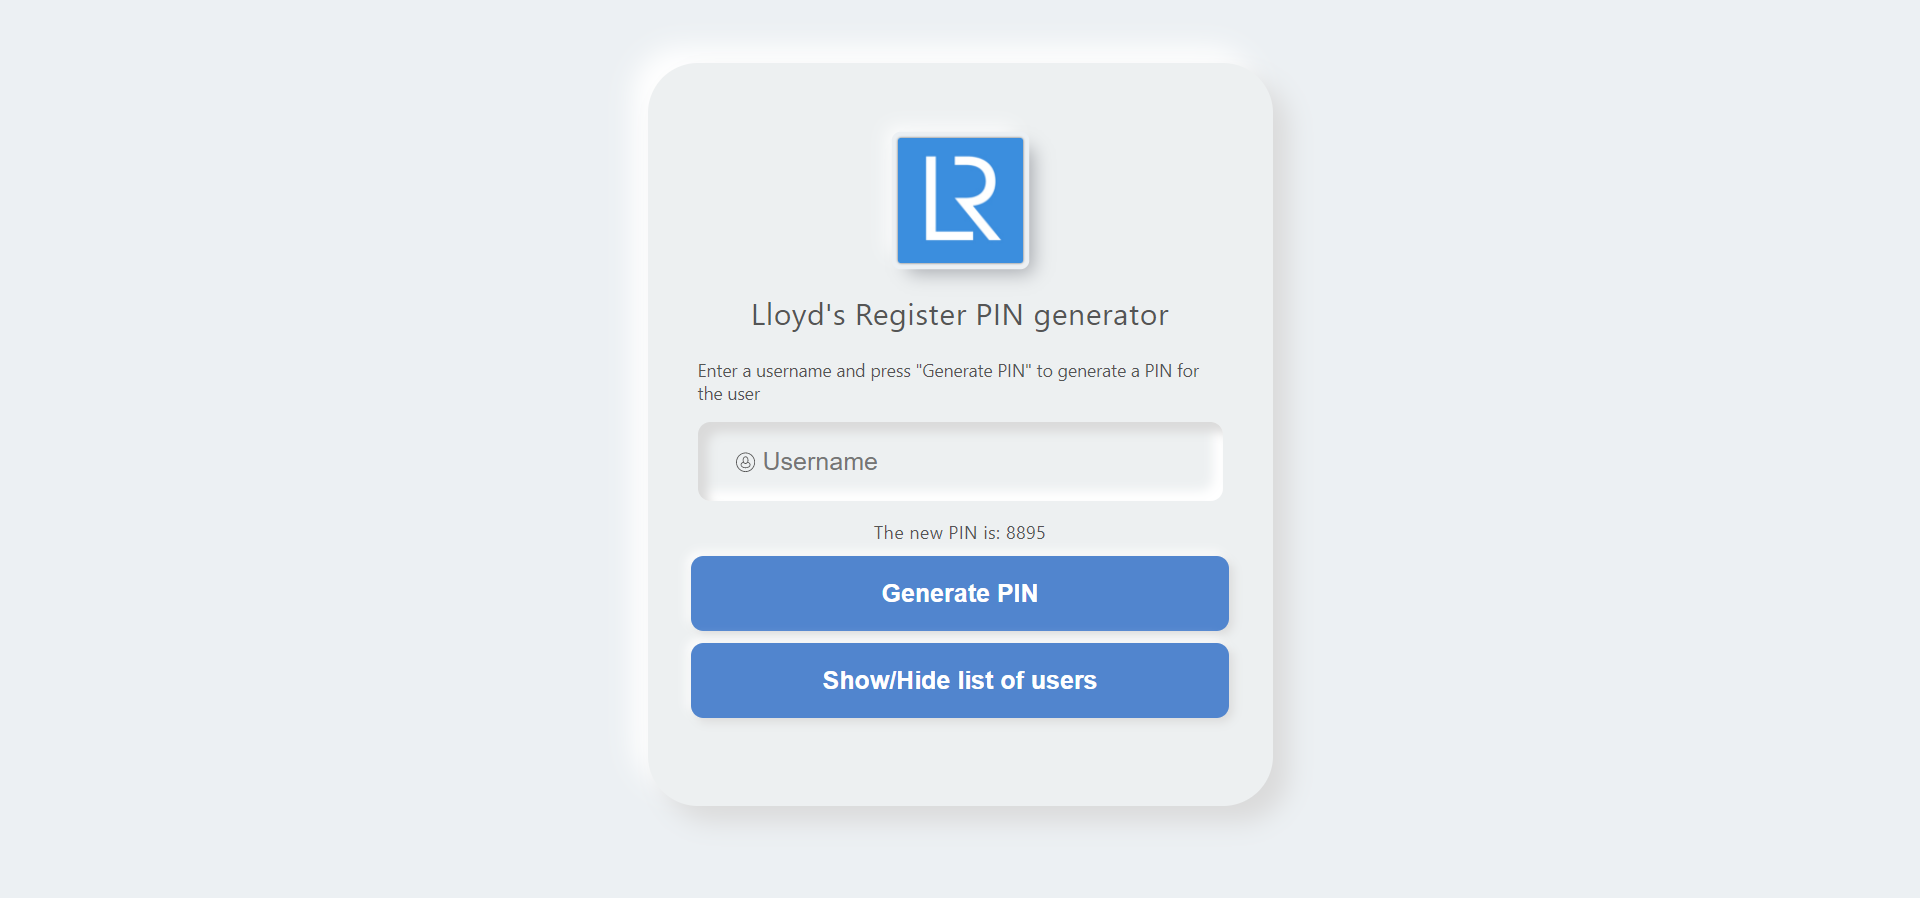 LR
Lloyd's Register PIN generator
Enter a username and press "Generate PIN" to generate a PIN for
the user
Username
The new PIN is: 8895
Generate PIN
Show/Hide list of users